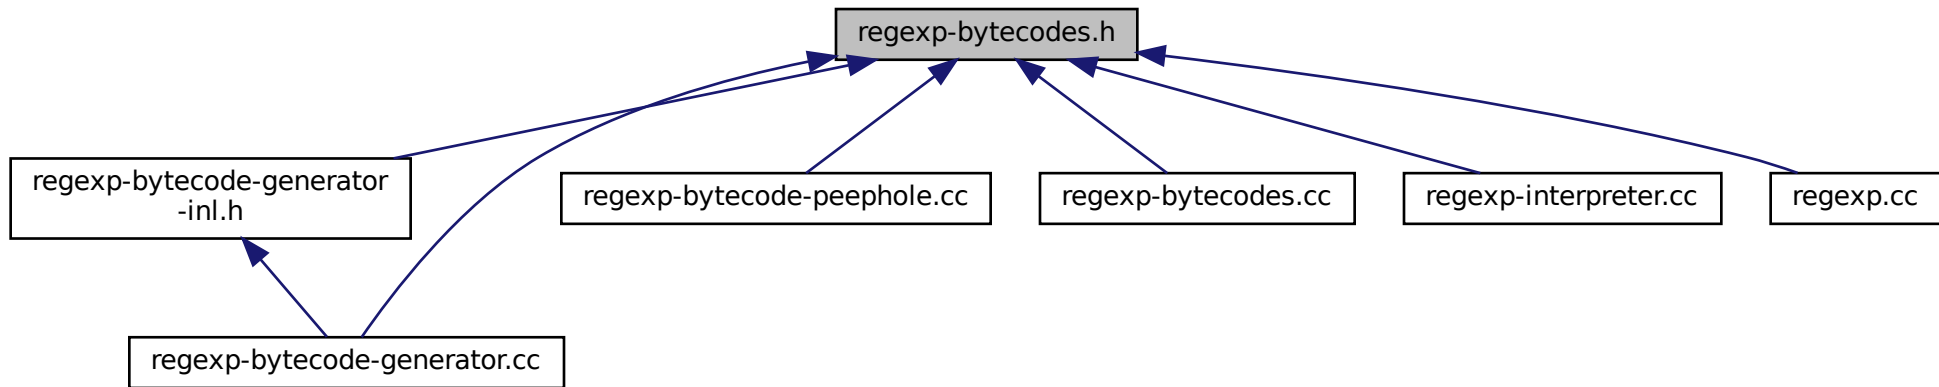 regexp-bytecodes.h
regexp-bytecode-generator
-inl.h
regexp-bytecode-peephole.cc
regexp-bytecodes.cc
regexp-interpreter.cc
regexp.cc
regexp-bytecode-generator.cc